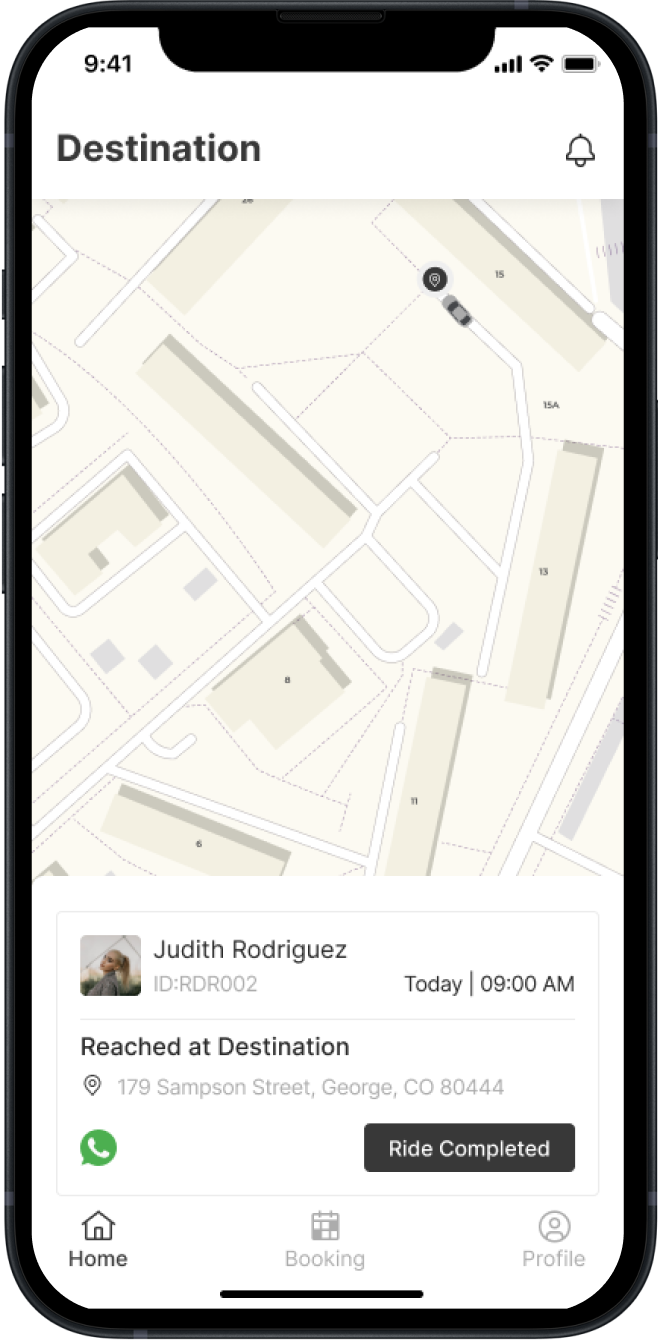 9:41
Destination
26
15
15A
13
8
11
6
Judith Rodriguez
ID:RDR002
Today | 09:00 AM
Reached at Destination
179 Sampson Street, George, CO 80444
Ride Completed
Home
Booking
Profile